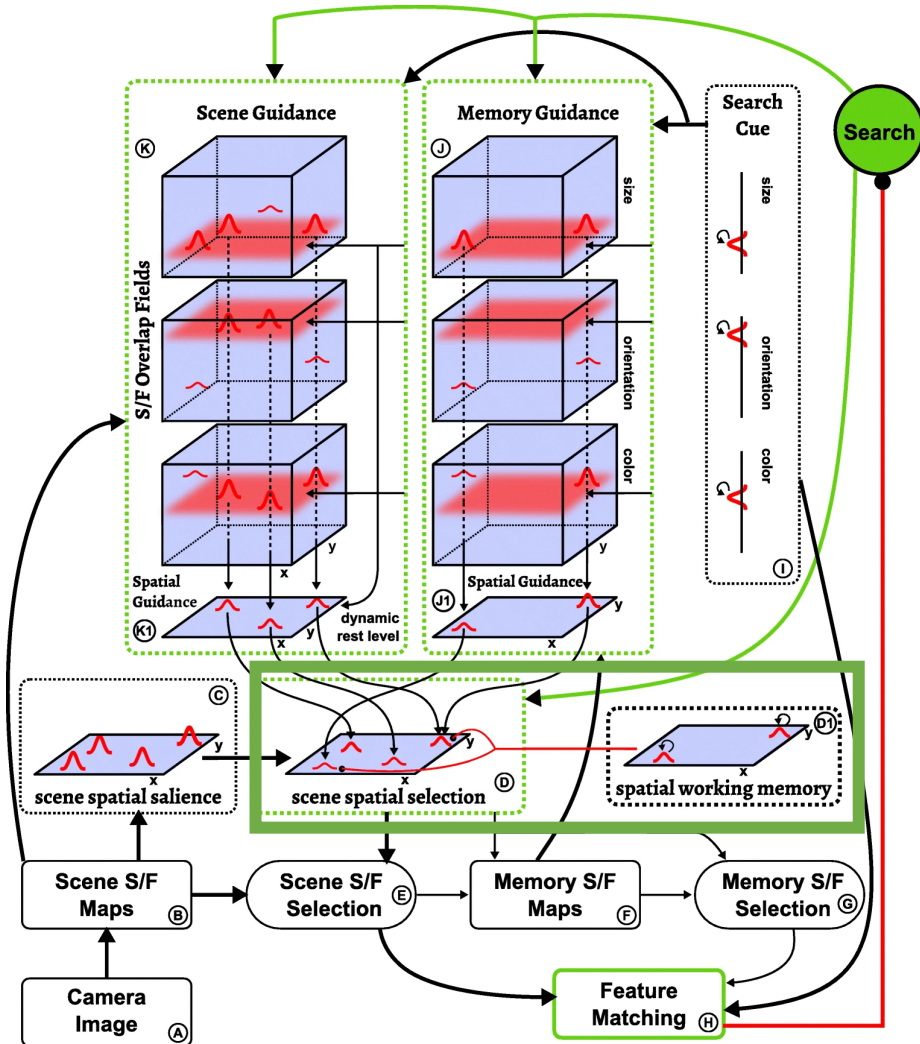 Scene Guidance
Memory Guidance
Search
Cue
Search
K
J
size
size
S/F Overlap Fields
orientation
orientation
color
color
y
x
y
I
Spatial
Guidance
K1
y
x
dynamic
rest level
Spatial Guidance
J1
y
x
C
y
x
scene spatial salience
y
x
D
scene spatial selection
D1
y
x
spatial working memory
Scene S/F
Maps
B
Scene S/F
Selection
E
Memory S/F
Maps
F
Memory S/F
Selection
G
Camera
Image
A
Feature
Matching
H